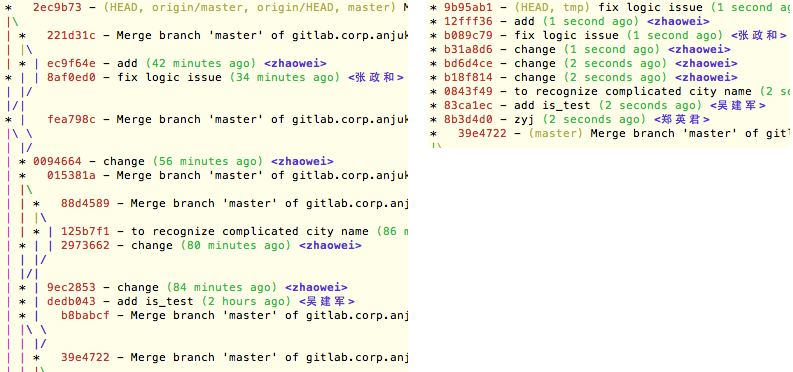 * 2ec9b73 - (HEAD, origin/master, origin/HEAD, master)
|\
| * 221d31c - Merge branch 'master' of gitlab.corp.anjuk
| |\
| * | ec9f64e - add (42 minutes ago) <zhaowei>
* | | 8af0ed0 - fix logic issue (34 minutes ago) <张政和>
| |/
|/|
* | fea798c - Merge branch 'master' of gitlab.corp.anjuk
|\ \
| |/
| * 0094664 - change (56 minutes ago) <zhaowei>
| * 015381a - Merge branch 'master' of gitlab.corp.anjuk
| |\
| | * 88d4589 - Merge branch 'master' of gitlab.corp.anj
| | |\
| | * | 125b7f1 - to recognize complicated city name (86 m
| * | | 2973662 - change (80 minutes ago) <zhaowei>
| | |/
| |/|
| * | 9ec2853 - change (84 minutes ago) <zhaowei>
| * | dedb043 - add is_test (2 hours ago) <吴建军>
| * | b8babcf - Merge branch 'master' of gitlab.corp.anj
| |\ \
| | |/
| | * 39e4722 - Merge branch 'master' of gitlab.corp.anj
| | |\
* 9b95ab1 - (HEAD, tmp) fix logic issue (1 second a
* 12fff36 - add (1 second ago) <zhaowei>
* b089c79 - fix logic issue (1 second ago) <张政和>
* b31a8d6 - change (1 second ago) <zhaowei>
* bd6d4ce - change (2 seconds ago) <zhaowei>
* b18f814 - change (2 seconds ago) <zhaowei>
* 0843f49 - to recognize complicated city name (2 se
* 83ca1ec - add is_test (2 seconds ago) <吴建军>
* 8b3d4d0 - zyj (2 seconds ago) <郑英君>
* 39e4722 - (master) Merge branch 'master' of gitl
|\